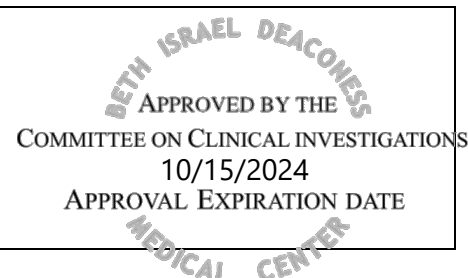 BETH ISRAEL DEACONESS
APPROVED BY THE
COMMITTEE ON CLINICAL INVESTIGATIONS
10/15/2024
APPROVAL EXPIRATION DATE
MEDICAL CENTER